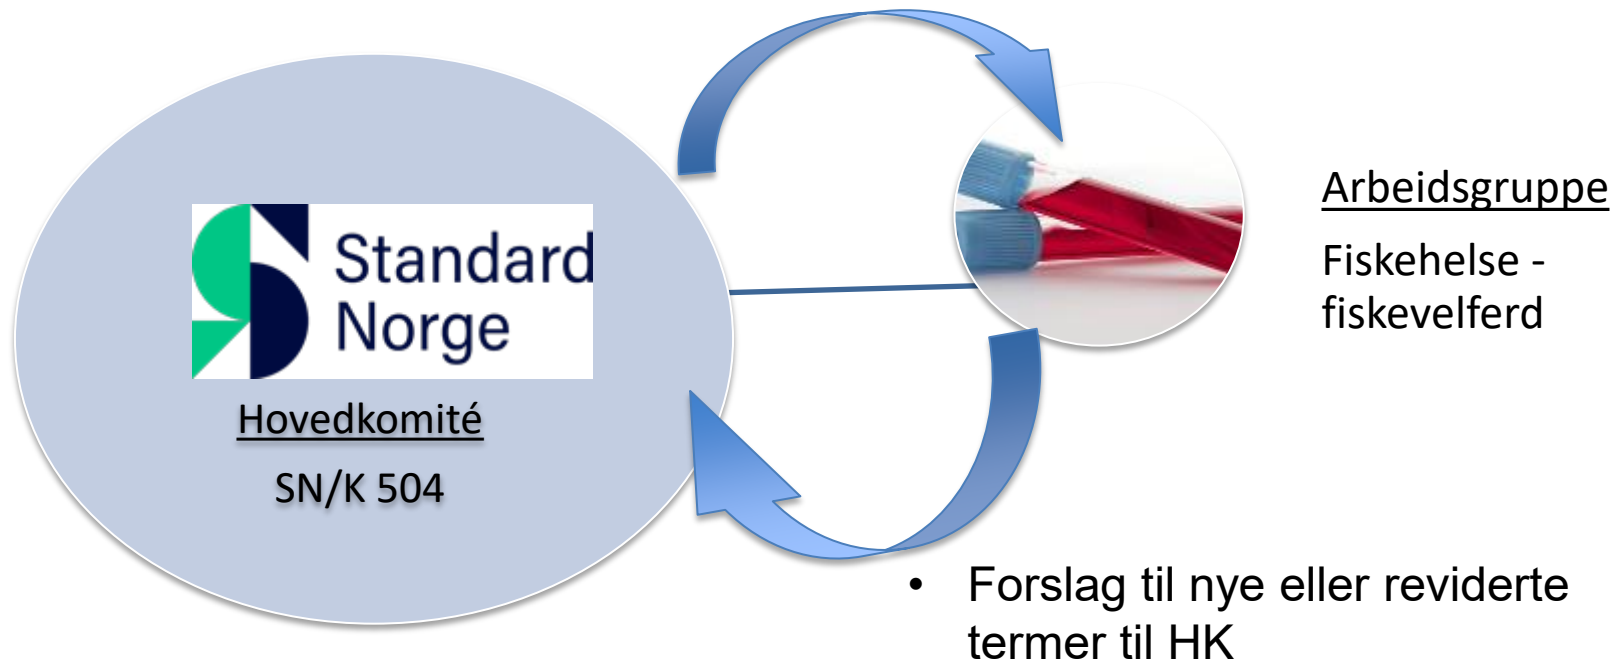 Standard
Norge
Hovedkomité
SN/K 504
Arbeidsgruppe
Fiskehelse -
fiskevelferd
• Forslag til nye eller reviderte
termer til HK